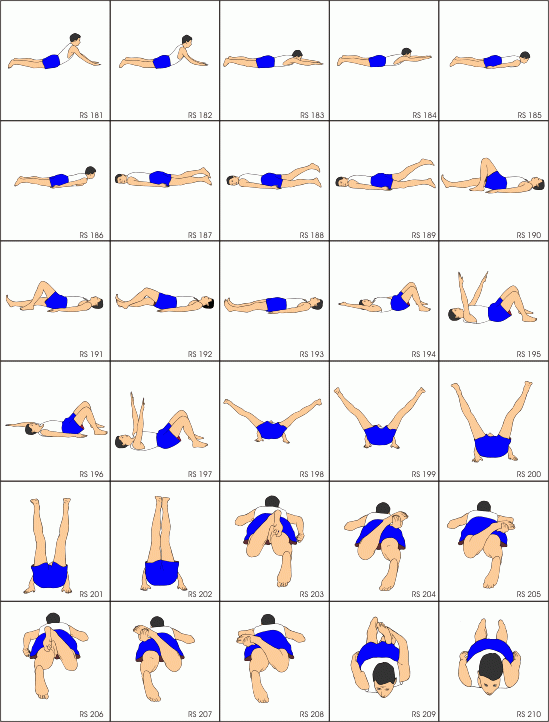 RS 181
RS 182
RS 183
RS 184
RS 185
RS 186
RS 187
RS 188
RS 189
RS 190
RS 191
RS 192
RS 193
RS 194
RS 195
RS 196
RS 197
RS 198
RS 199
RS 200
RS 201
RS 202
RS 203
RS 204
RS 205
RS 206
RS 207
RS 208
RS 209
RS 210